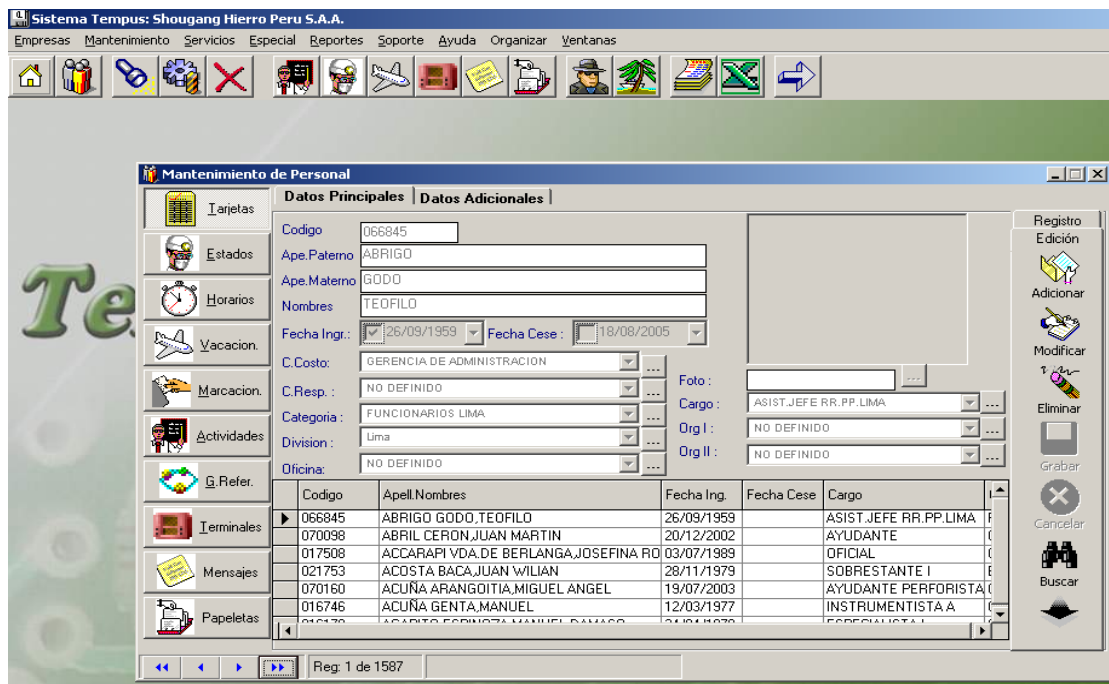 Sistema Tempus: Shougang Hierro Peru S.A.A.
Empresas Mantenimiento Servicios Especial Reportes Soporte Ayuda Organizar Ventanas
Te
Mantenimiento de Personal
Tarjetas
Estados
Horarios
Vacacion.
Marcacion.
Actividades
G.Refer.
Terminales
Mensajes
Papeletas
Datos Principales Datos Adicionales
Codigo 066845
Ape.Paterno ABRIGO
Ape.Materno GODO
Nombres TEOFILO
Fecha Ingr.: 26/09/1959 Fecha Cese : 18/08/2005
C.Costo: GERENCIA DE ADMINISTRACION ...
C.Resp. : NO DEFINIDO ...
Categoria : FUNCIONARIOS LIMA ...
Division : Lima ...
Oficina: NO DEFINIDO ...
Foto : ...
Cargo : ASIST.JEFE RR.PP.LIMA ...
Org I : NO DEFINIDO ...
Org II : NO DEFINIDO ...
Codigo Apell.Nombres Fecha Ing. Fecha Cese Cargo
066845 ABRIGO GODO,TEOFILO 26/09/1959 ASIST.JEFE RR.PP.LIMA
070098 ABRIL CERON,JUAN MARTIN 20/12/2002 AYUDANTE
017508 ACCARAPI VDA.DE BERLANGA,JOSEFINA RO 03/07/1989 OFICIAL
021753 ACOSTA BACA,JUAN WILIAN 28/11/1979 SOBRESTANTE I
070160 ACUÑA ARANGOITIA,MIGUEL ANGEL 19/07/2003 AYUDANTE PERFORISTA
016746 ACUÑA GENTA,MANUEL 12/03/1977 INSTRUMENTISTA A
Registro
Edición
Adicionar
Modificar
Eliminar
Grabar
Cancelar
Buscar
Reg: 1 de 1587